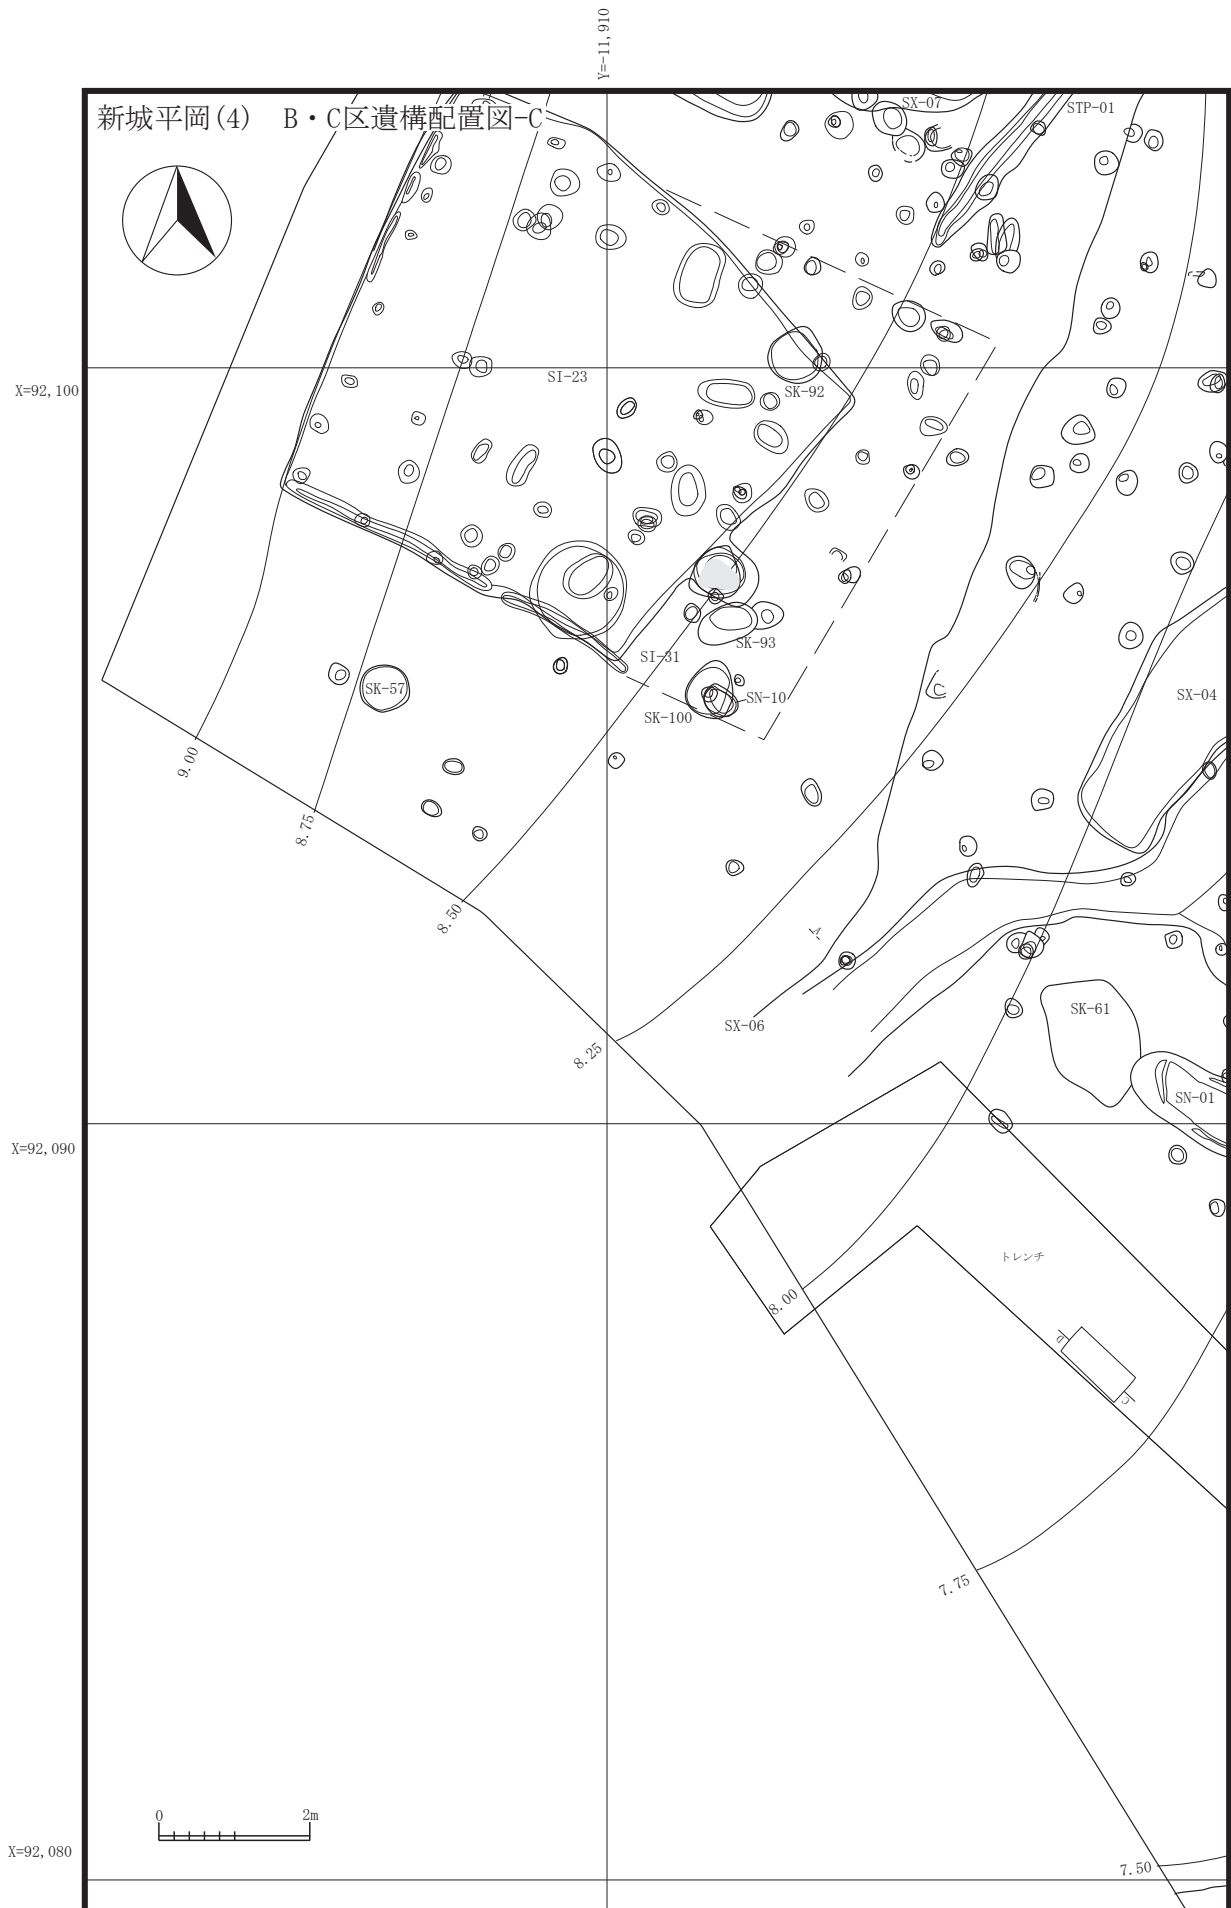 Y=-11,910
新城平岡(4)　B・C区遺構配置図-C
SX-07
STP-01
X=92,100
SI-23
SK-92
SK-93
SI-31
SK-57
SN-10
SK-100
SX-04
9.00
8.75
8.50
A
SX-06
SK-61
8.25
SN-01
X=92,090
トレンチ
8.00
D
C
7.75
0 2m
X=92,080
7.50